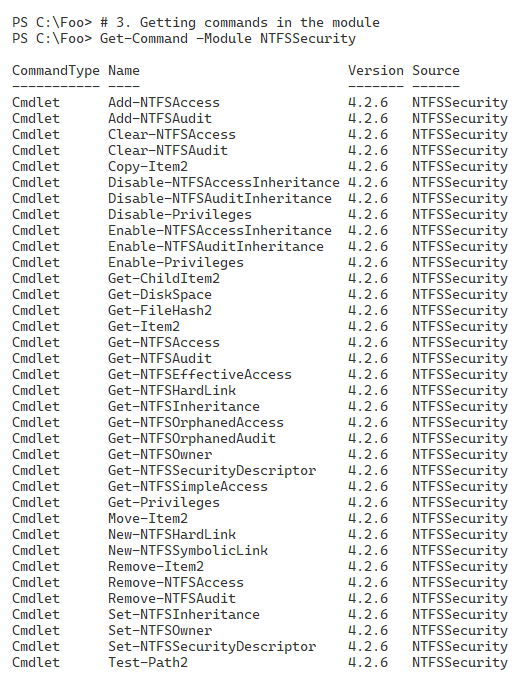 PS C:\Foo> # 3. Getting commands in the module
PS C:\Foo> Get-Command -Module NTFSSecurity
CommandType Name Version Source
----------- ---- ------- ------
Cmdlet Add-NTFSAccess 4.2.6 NTFSSecurity
Cmdlet Add-NTFSAudit 4.2.6 NTFSSecurity
Cmdlet Clear-NTFSAccess 4.2.6 NTFSSecurity
Cmdlet Clear-NTFSAudit 4.2.6 NTFSSecurity
Cmdlet Copy-Item2 4.2.6 NTFSSecurity
Cmdlet Disable-NTFSAccessInheritance 4.2.6 NTFSSecurity
Cmdlet Disable-NTFSAuditInheritance 4.2.6 NTFSSecurity
Cmdlet Disable-Privileges 4.2.6 NTFSSecurity
Cmdlet Enable-NTFSAccessInheritance 4.2.6 NTFSSecurity
Cmdlet Enable-NTFSAuditInheritance 4.2.6 NTFSSecurity
Cmdlet Enable-Privileges 4.2.6 NTFSSecurity
Cmdlet Get-ChildItem2 4.2.6 NTFSSecurity
Cmdlet Get-DiskSpace 4.2.6 NTFSSecurity
Cmdlet Get-FileHash2 4.2.6 NTFSSecurity
Cmdlet Get-Item2 4.2.6 NTFSSecurity
Cmdlet Get-NTFSAccess 4.2.6 NTFSSecurity
Cmdlet Get-NTFSAudit 4.2.6 NTFSSecurity
Cmdlet Get-NTFSEffectiveAccess 4.2.6 NTFSSecurity
Cmdlet Get-NTFSHardLink 4.2.6 NTFSSecurity
Cmdlet Get-NTFSInheritance 4.2.6 NTFSSecurity
Cmdlet Get-NTFSOrphanedAccess 4.2.6 NTFSSecurity
Cmdlet Get-NTFSOrphanedAudit 4.2.6 NTFSSecurity
Cmdlet Get-NTFSOwner 4.2.6 NTFSSecurity
Cmdlet Get-NTFSSecurityDescriptor 4.2.6 NTFSSecurity
Cmdlet Get-NTFSSimpleAccess 4.2.6 NTFSSecurity
Cmdlet Get-Privileges 4.2.6 NTFSSecurity
Cmdlet Move-Item2 4.2.6 NTFSSecurity
Cmdlet New-NTFSHardLink 4.2.6 NTFSSecurity
Cmdlet New-NTFSSymbolicLink 4.2.6 NTFSSecurity
Cmdlet Remove-Item2 4.2.6 NTFSSecurity
Cmdlet Remove-NTFSAccess 4.2.6 NTFSSecurity
Cmdlet Remove-NTFSAudit 4.2.6 NTFSSecurity
Cmdlet Set-NTFSInheritance 4.2.6 NTFSSecurity
Cmdlet Set-NTFSOwner 4.2.6 NTFSSecurity
Cmdlet Set-NTFSSecurityDescriptor 4.2.6 NTFSSecurity
Cmdlet Test-Path2 4.2.6 NTFSSecurity